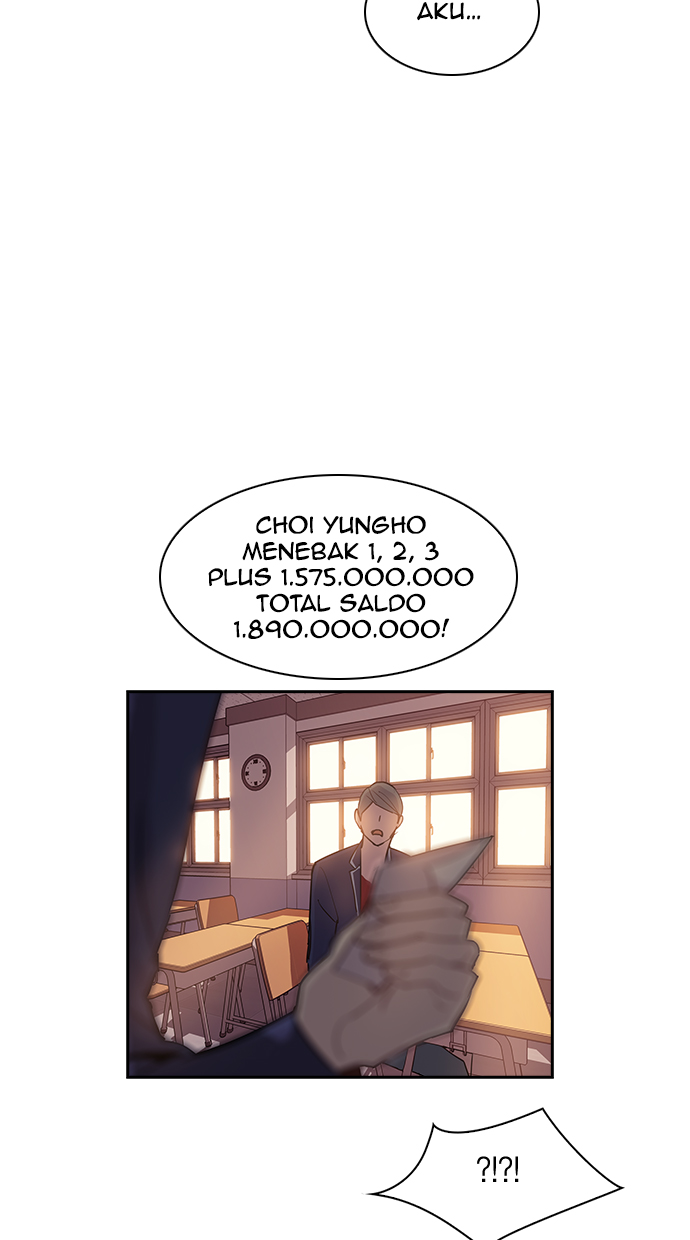 AKU...
CHOI YUNGHO
MENEBAK 1, 2, 3
PLUS 1.575.000.000
TOTAL SALDO
1.890.000.000!
?!?!